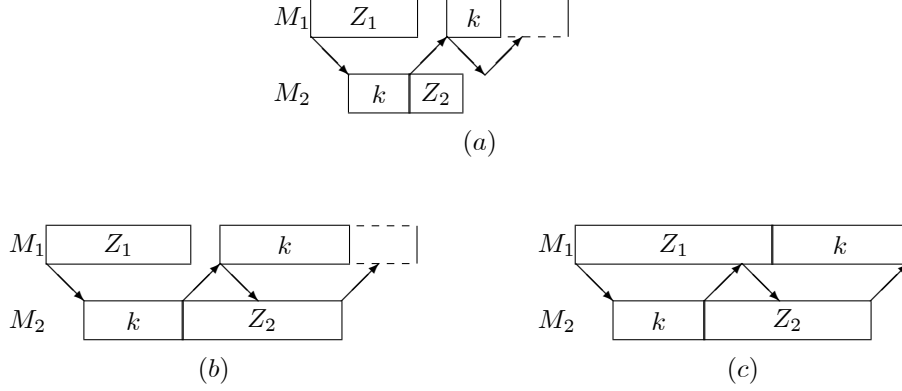 M₁ Z₁ k
M₂ k Z₂
(a)
M₁ Z₁ k
M₂ k Z₂
(b)
M₁ Z₁ k
M₂ k Z₂
(c)